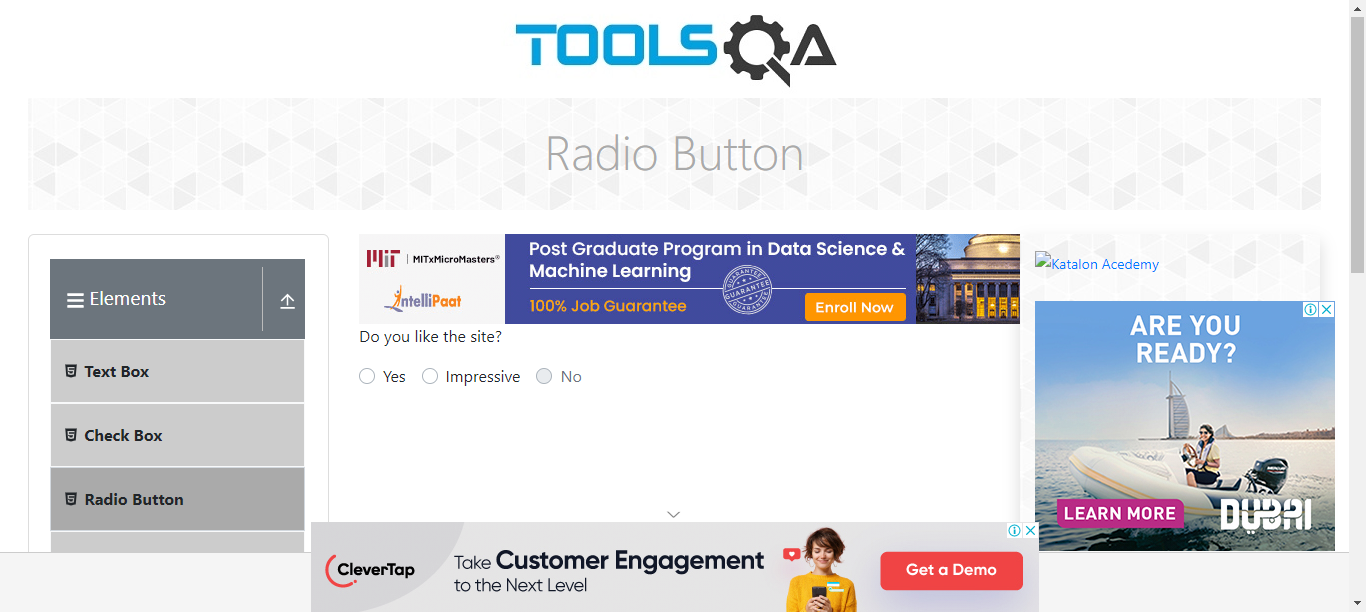 TOOLSQA
Radio Button
Elements
Text Box
Check Box
Radio Button
MIT | MITxMicroMasters®
IntelliPaat
Post Graduate Program in Data Science &
Machine Learning
100% Job Guarantee
GUARANTEE
Enroll Now
Do you like the site?
Yes
Impressive
No
Katalon Acedemy
ARE YOU
READY?
LEARN MORE
DUBAI
CleverTap
Take Customer Engagement
to the Next Level
Get a Demo